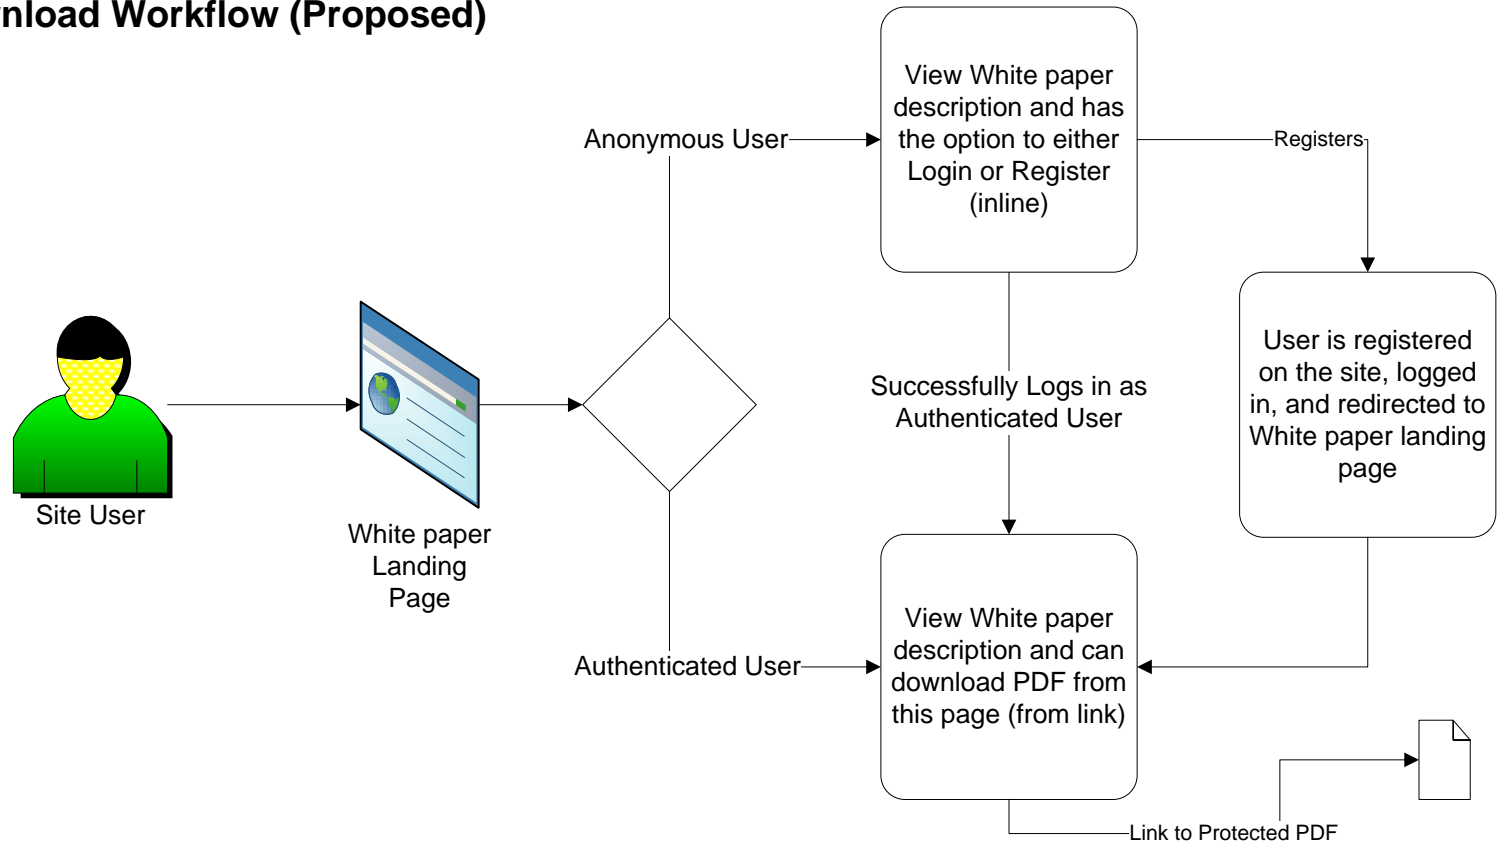 nload Workflow (Proposed)
View White paper
description and has
the option to either
Login or Register
(inline)
Anonymous User
Registers
User is registered
on the site, logged
in, and redirected to
White paper landing
page
Successfully Logs in as
Authenticated User
Site User
White paper
Landing
Page
Authenticated User
View White paper
description and can
download PDF from
this page (from link)
Link to Protected PDF